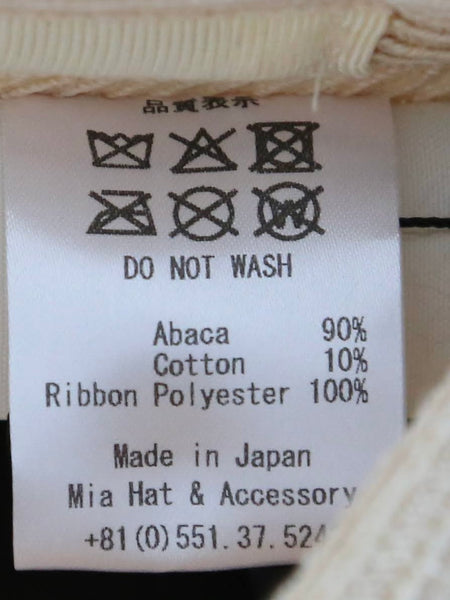 品質表示
DO NOT WASH
Abaca 90%
Cotton 10%
Ribbon Polyester 100%
Made in Japan
Mia Hat & Accessory
+81(0)551.37.524